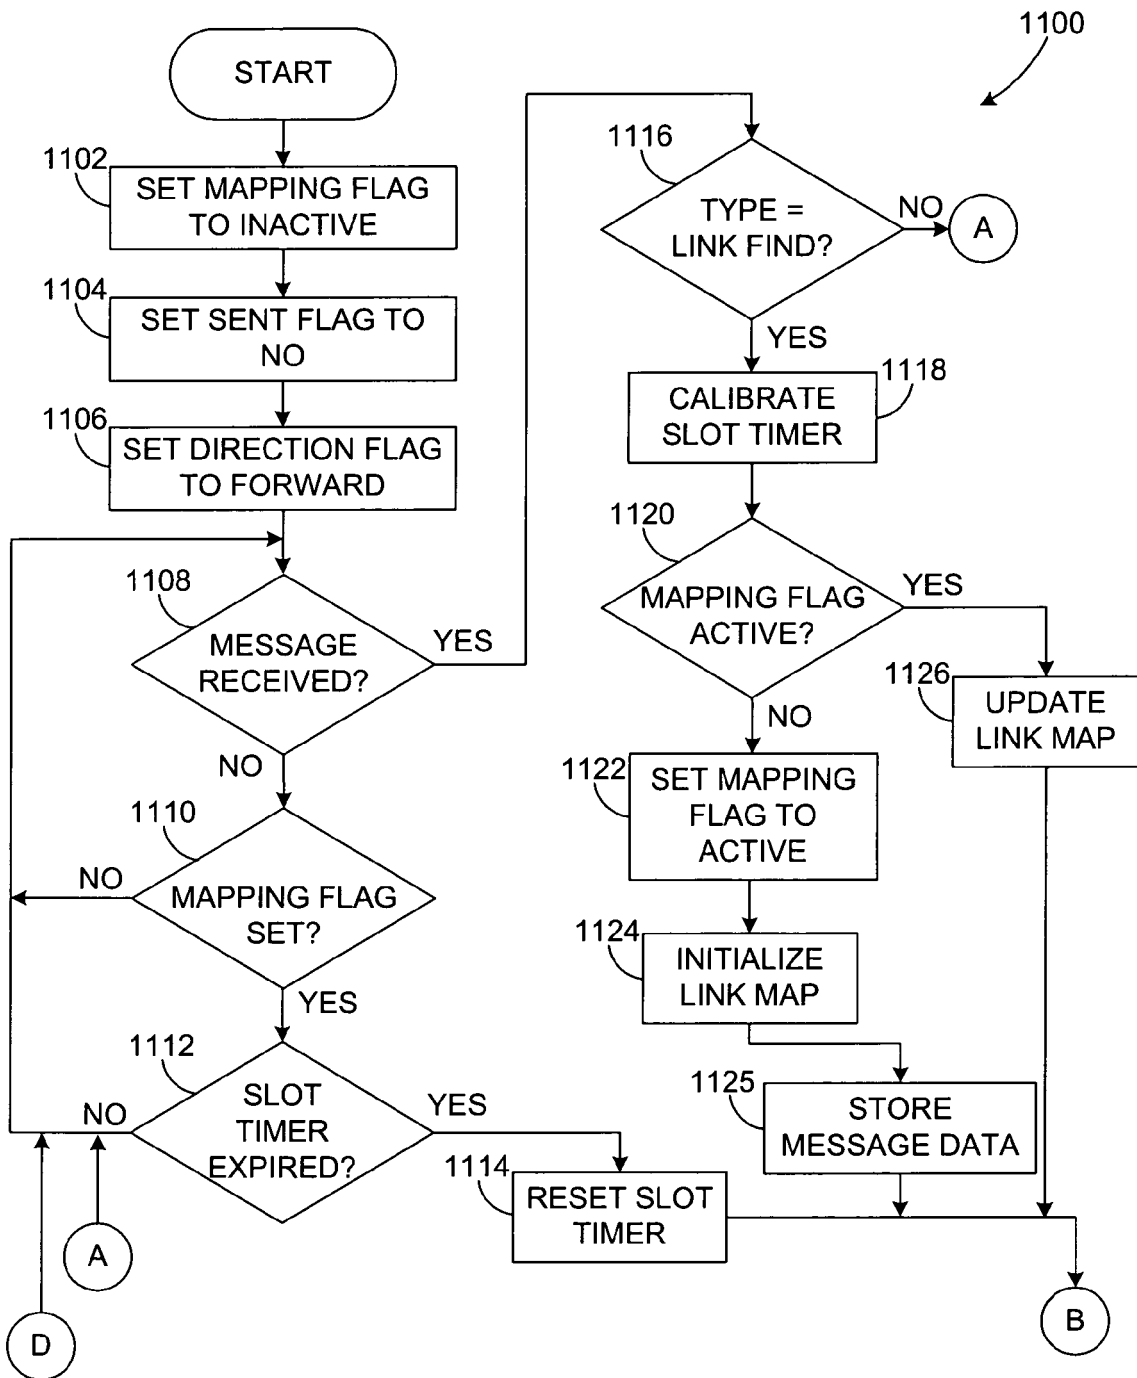 1100
START
1102
SET MAPPING FLAG
TO INACTIVE
1104
SET SENT FLAG TO
NO
1106
SET DIRECTION FLAG
TO FORWARD
1108
MESSAGE
RECEIVED?
YES
NO
1110
MAPPING FLAG
SET?
NO
YES
1112
SLOT
TIMER
EXPIRED?
NO
YES
1114
RESET SLOT
TIMER
A
D
1116
TYPE =
LINK FIND?
NO
A
YES
1118
CALIBRATE
SLOT TIMER
1120
MAPPING FLAG
ACTIVE?
YES
NO
1122
SET MAPPING
FLAG TO
ACTIVE
1124
INITIALIZE
LINK MAP
1125
STORE
MESSAGE DATA
1126
UPDATE
LINK MAP
B